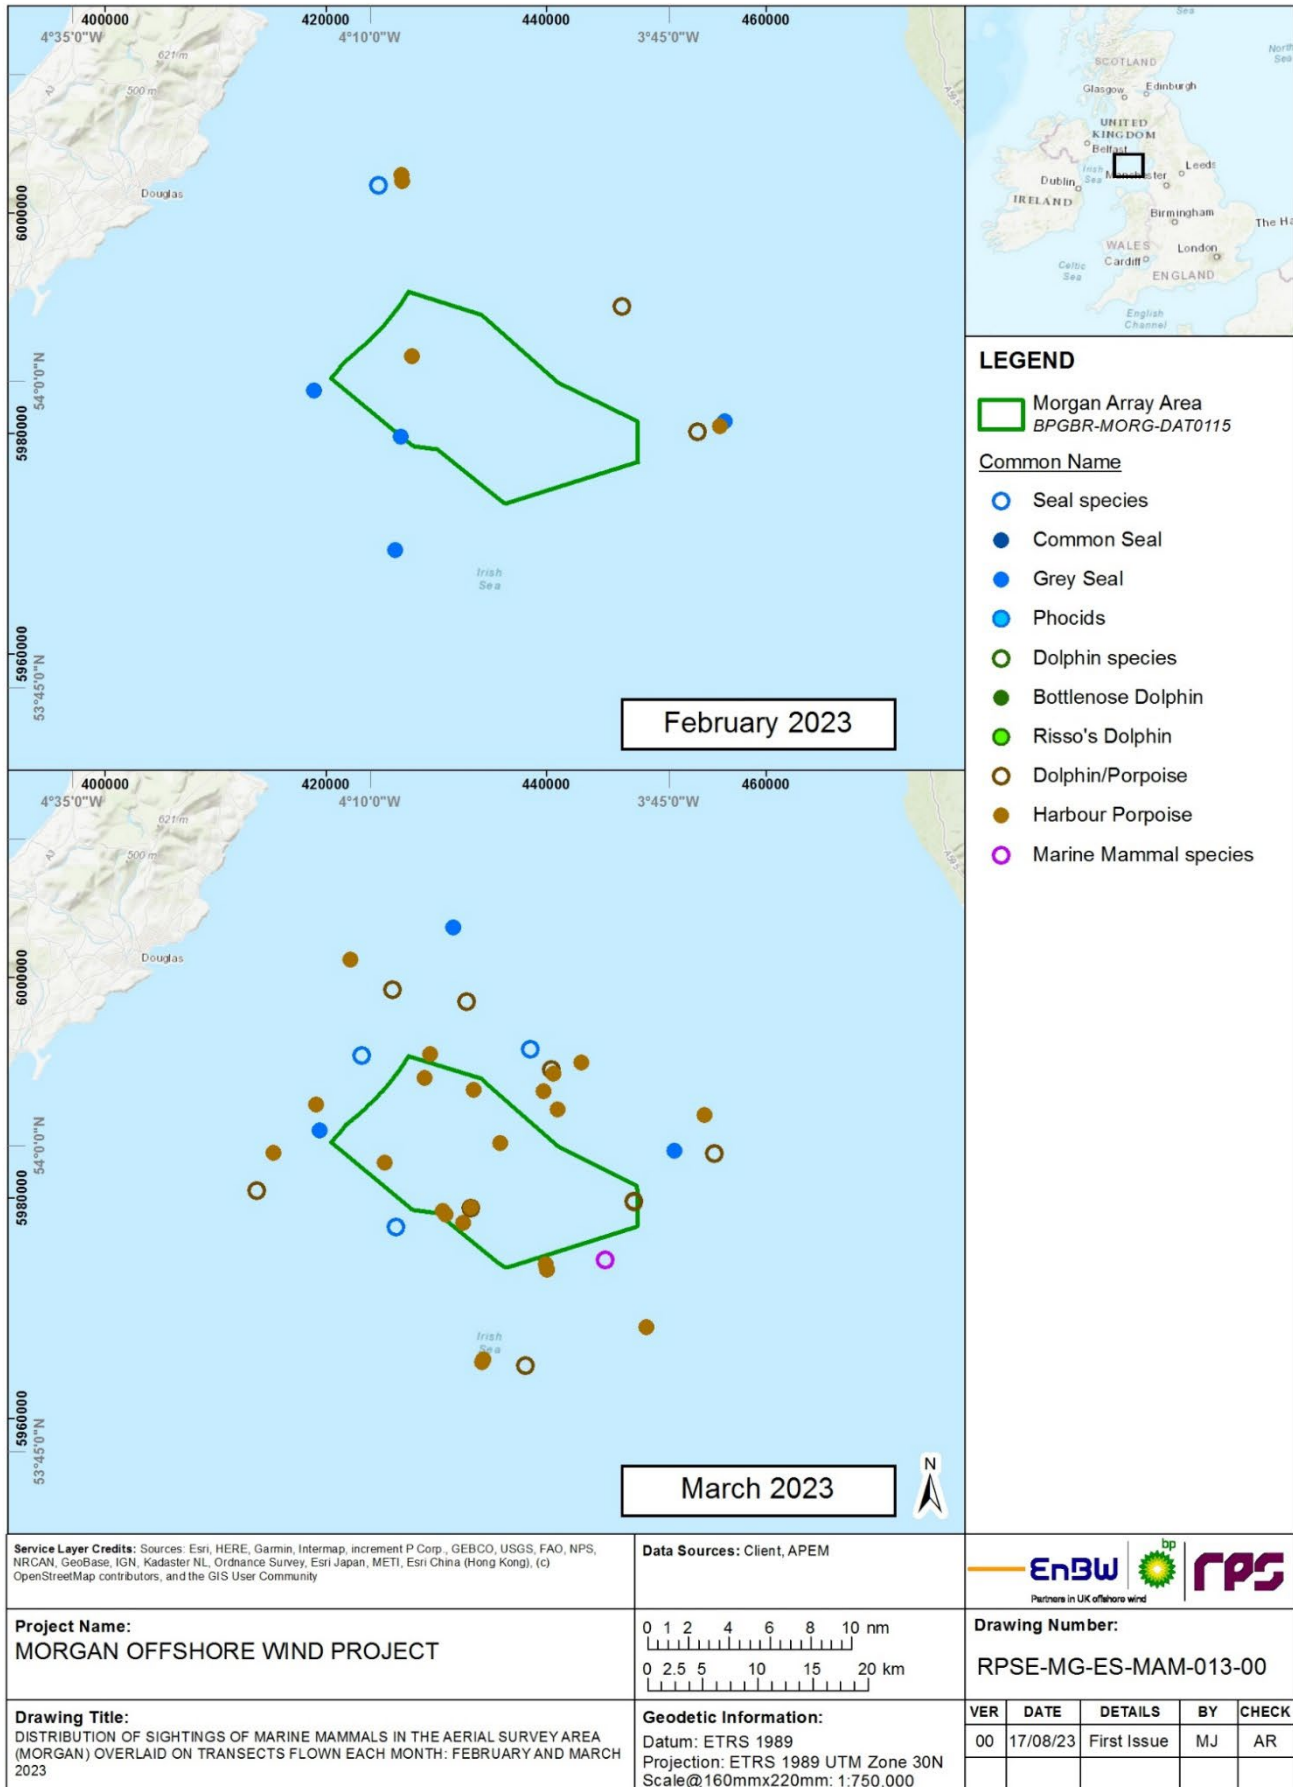 400000
420000
440000
460000
4°35'0"W
4°10'0"W
3°45'0"W
621m
A3
500 m
Douglas
A595
6000000
54°0'0"N
5980000
5960000
53°45'0"N
Irish
Sea
February 2023
400000
420000
440000
460000
4°35'0"W
4°10'0"W
3°45'0"W
621m
A3
500 m
Douglas
A595
6000000
54°0'0"N
5980000
5960000
53°45'0"N
Irish
Sea
March 2023
N
Sea
North
Sea
SCOTLAND
Glasgow
Edinburgh
UNITED
KINGDOM
Belfast
Irish
Sea
Manchester
Leeds
Dublin
IRELAND
Birmingham
The Ha
WALES
London
Cardiff
Celtic
Sea
ENGLAND
English
Channel
LEGEND
Morgan Array Area
BPGBR-MORG-DAT0115
Common Name
Seal species
Common Seal
Grey Seal
Phocids
Dolphin species
Bottlenose Dolphin
Risso's Dolphin
Dolphin/Porpoise
Harbour Porpoise
Marine Mammal species
Service Layer Credits: Sources: Esri, HERE, Garmin, Intermap, increment P Corp., GEBCO, USGS, FAO, NPS,
NRCAN, GeoBase, IGN, Kadaster NL, Ordnance Survey, Esri Japan, METI, Esri China (Hong Kong), (c)
OpenStreetMap contributors, and the GIS User Community
Data Sources: Client, APEM
EnBW
bp
rps
Partners in UK offshore wind
Project Name:
MORGAN OFFSHORE WIND PROJECT
0 1 2 4 6 8 10 nm
0 2.5 5 10 15 20 km
Drawing Number:
RPSE-MG-ES-MAM-013-00
Drawing Title:
DISTRIBUTION OF SIGHTINGS OF MARINE MAMMALS IN THE AERIAL SURVEY AREA
(MORGAN) OVERLAID ON TRANSECTS FLOWN EACH MONTH: FEBRUARY AND MARCH
2023
Geodetic Information:
Datum: ETRS 1989
Projection: ETRS 1989 UTM Zone 30N
Scale@160mmx220mm: 1:750,000
VER DATE DETAILS BY CHECK
00 17/08/23 First Issue MJ AR